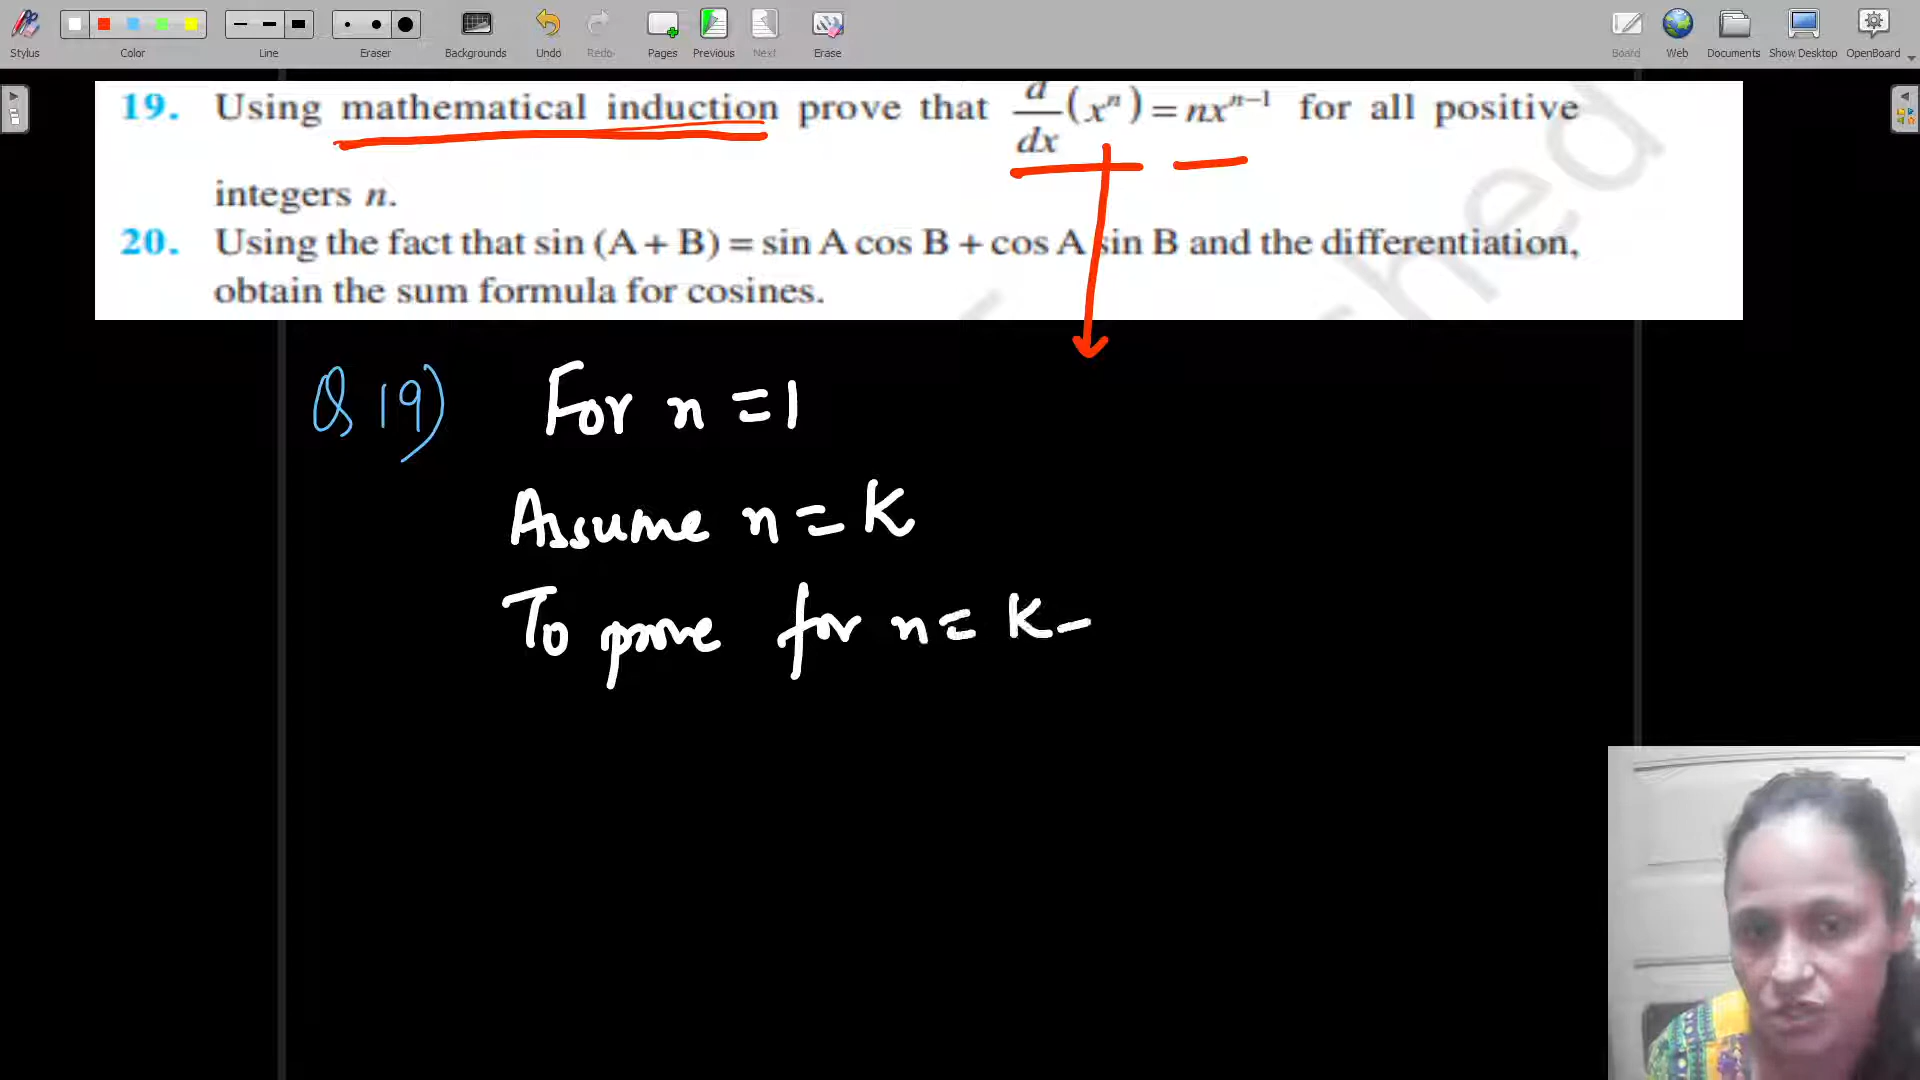 Stylus Color Line Eraser Backgrounds Undo Redo Pages Previous Next Erase Board Web Documents Show Desktop OpenBoard
19. Using mathematical induction prove that d/dx (xⁿ) = nxⁿ⁻¹ for all positive
integers n.
20. Using the fact that sin (A + B) = sin A cos B + cos A sin B and the differentiation,
obtain the sum formula for cosines.
Q 19) For n = 1
Assume n = K
To prove for n = K –